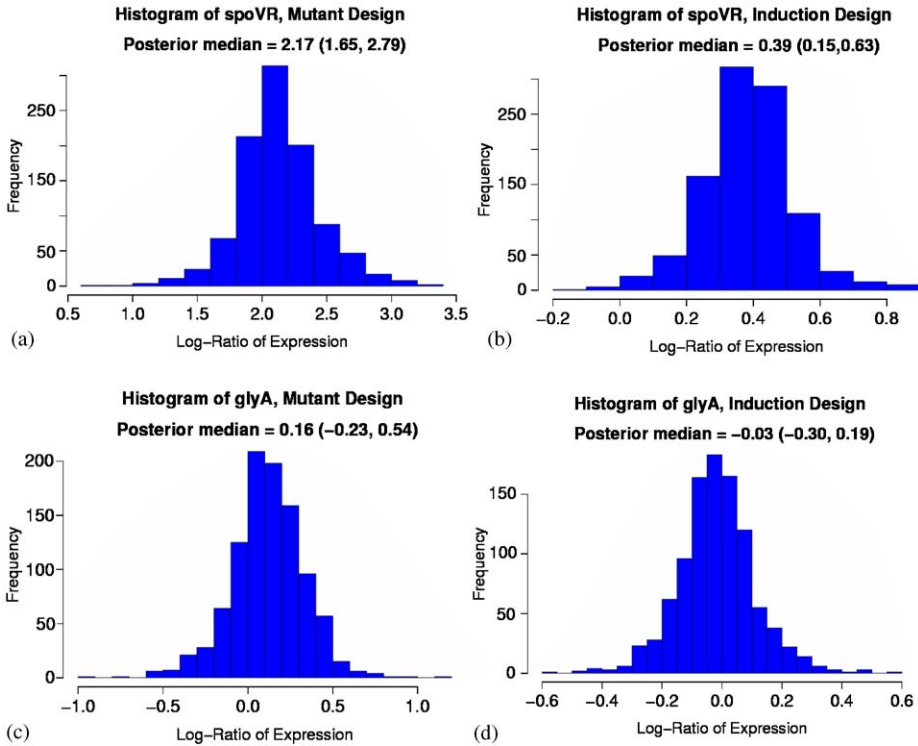 Histogram of spoVR, Mutant Design
Posterior median = 2.17 (1.65, 2.79)
250
150
50
0
Frequency
0.5 1.0 1.5 2.0 2.5 3.0 3.5
Log–Ratio of Expression
(a)
Histogram of spoVR, Induction Design
Posterior median = 0.39 (0.15,0.63)
250
150
50
0
Frequency
−0.2 0.0 0.2 0.4 0.6 0.8
Log–Ratio of Expression
(b)
Histogram of glyA, Mutant Design
Posterior median = 0.16 (−0.23, 0.54)
200
150
100
50
0
Frequency
−1.0 −0.5 0.0 0.5 1.0
Log–Ratio of Expression
(c)
Histogram of glyA, Induction Design
Posterior median = −0.03 (−0.30, 0.19)
150
100
50
0
Frequency
−0.6 −0.4 −0.2 0.0 0.2 0.4 0.6
Log–Ratio of Expression
(d)